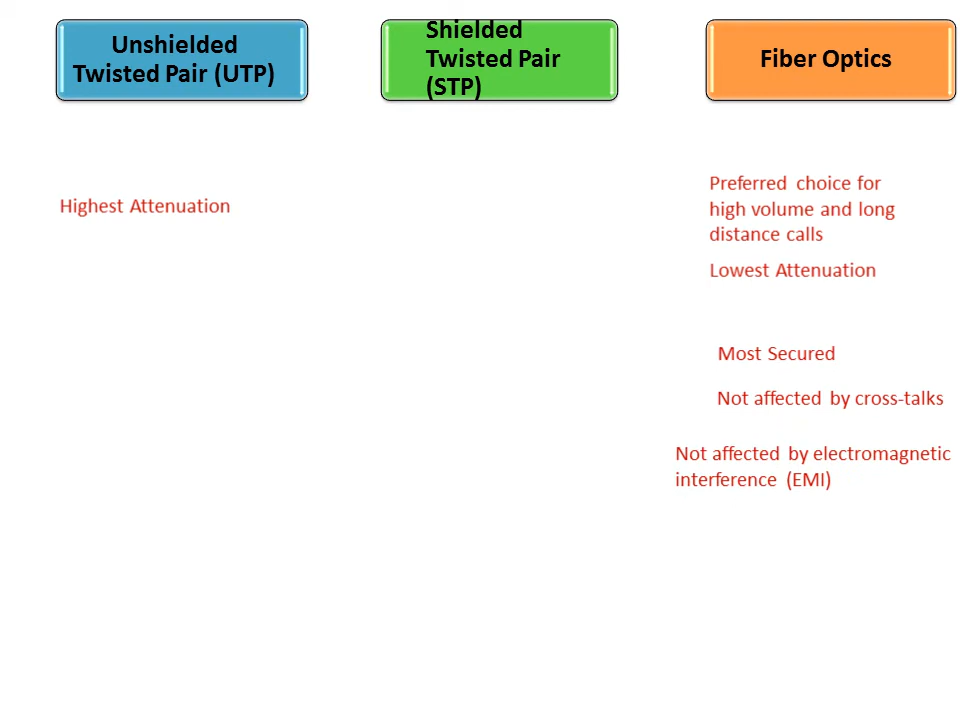 Unshielded
Twisted Pair (UTP)
Shielded
Twisted Pair
(STP)
Fiber Optics
Highest Attenuation
Preferred choice for
high volume and long
distance calls
Lowest Attenuation
Most Secured
Not affected by cross-talks
Not affected by electromagnetic
interference (EMI)